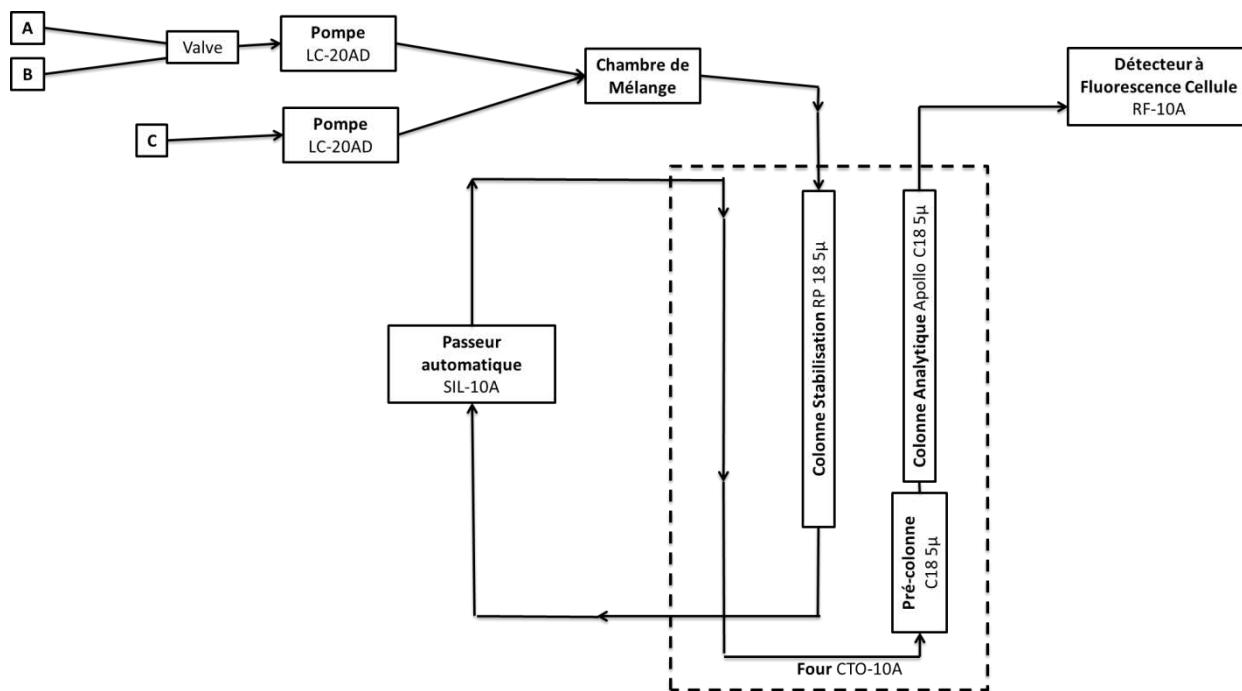 A
B
Valve
Pompe
LC-20AD
C
Pompe
LC-20AD
Chambre de
Mélange
Détecteur à
Fluorescence Cellule
RF-10A
Passeur
automatique
SIL-10A
Colonne Stabilisation RP 18 5µ
Colonne Analytique Apollo C18 5µ
Pré-colonne
C18 5µ
Four CTO-10A